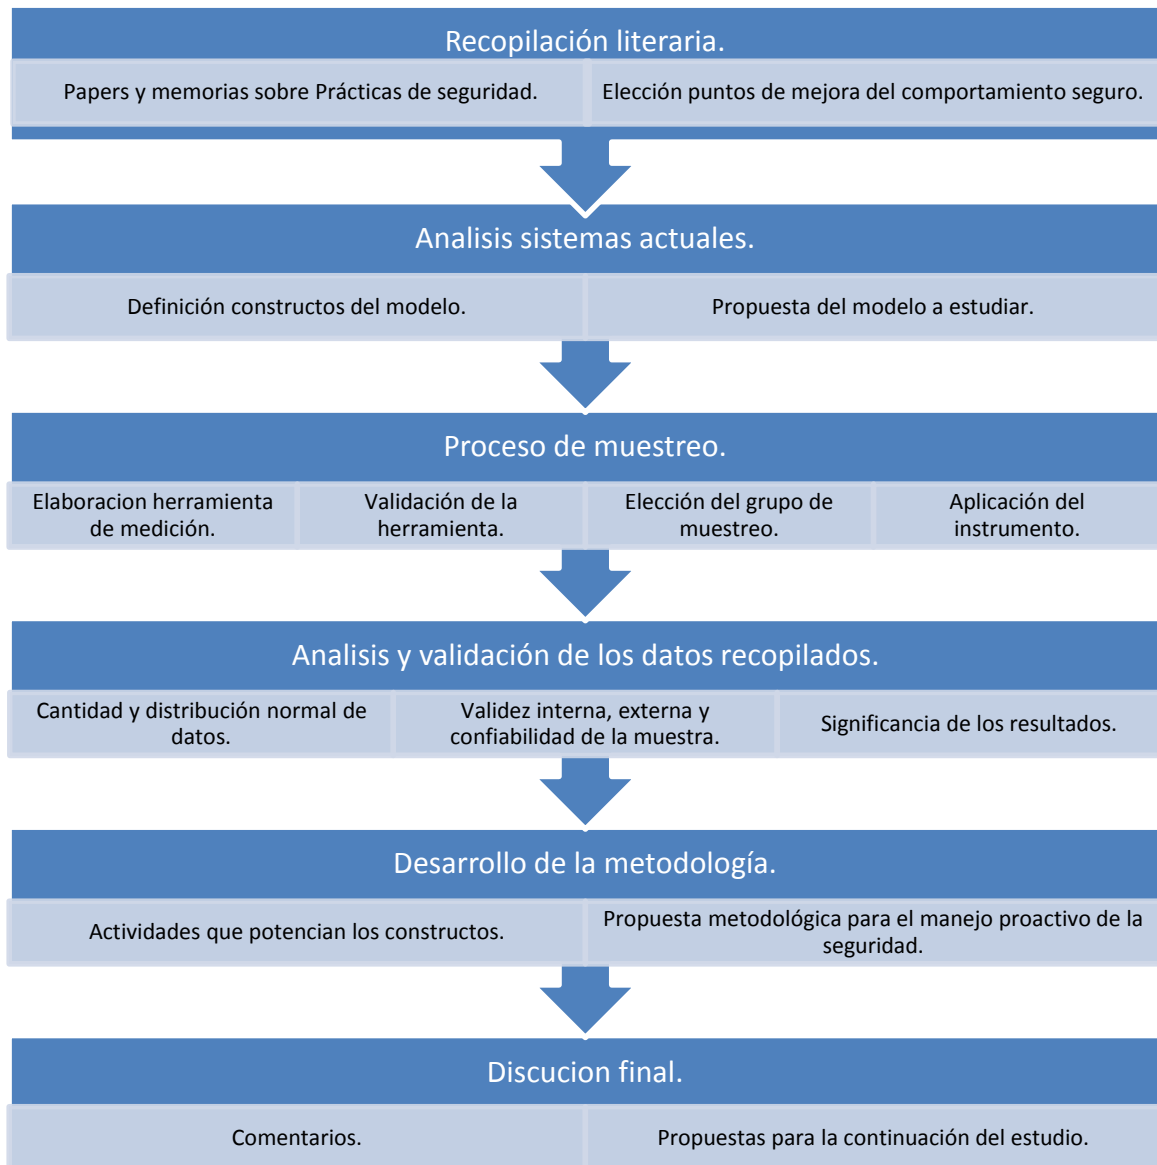 Recopilación literaria.
Papers y memorias sobre Prácticas de seguridad.
Elección puntos de mejora del comportamiento seguro.
Analisis sistemas actuales.
Definición constructos del modelo.
Propuesta del modelo a estudiar.
Proceso de muestreo.
Elaboracion herramienta
de medición.
Validación de la
herramienta.
Elección del grupo de
muestreo.
Aplicación del
instrumento.
Analisis y validación de los datos recopilados.
Cantidad y distribución normal de
datos.
Validez interna, externa y
confiabilidad de la muestra.
Significancia de los resultados.
Desarrollo de la metodología.
Actividades que potencian los constructos.
Propuesta metodológica para el manejo proactivo de la
seguridad.
Discucion final.
Comentarios.
Propuestas para la continuación del estudio.